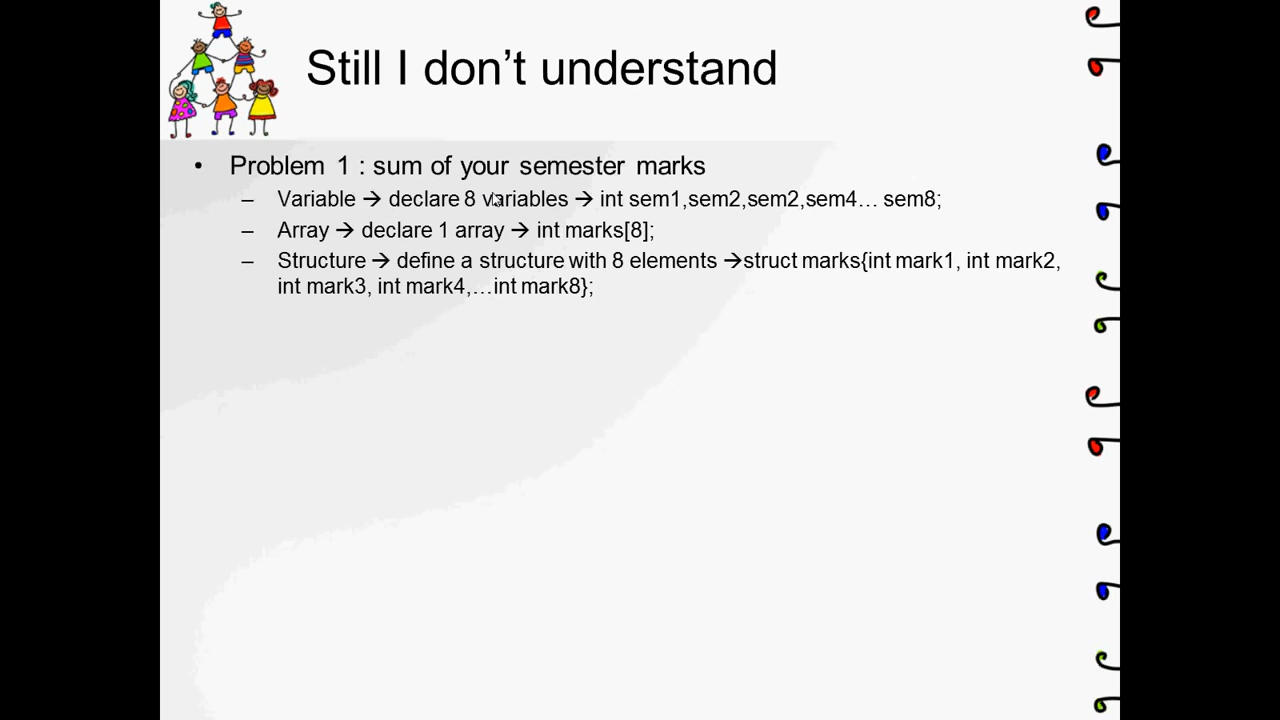 Still I don’t understand
• Problem 1 : sum of your semester marks
– Variable → declare 8 variables → int sem1,sem2,sem2,sem4… sem8;
– Array → declare 1 array → int marks[8];
– Structure → define a structure with 8 elements →struct marks{int mark1, int mark2,
int mark3, int mark4,…int mark8};